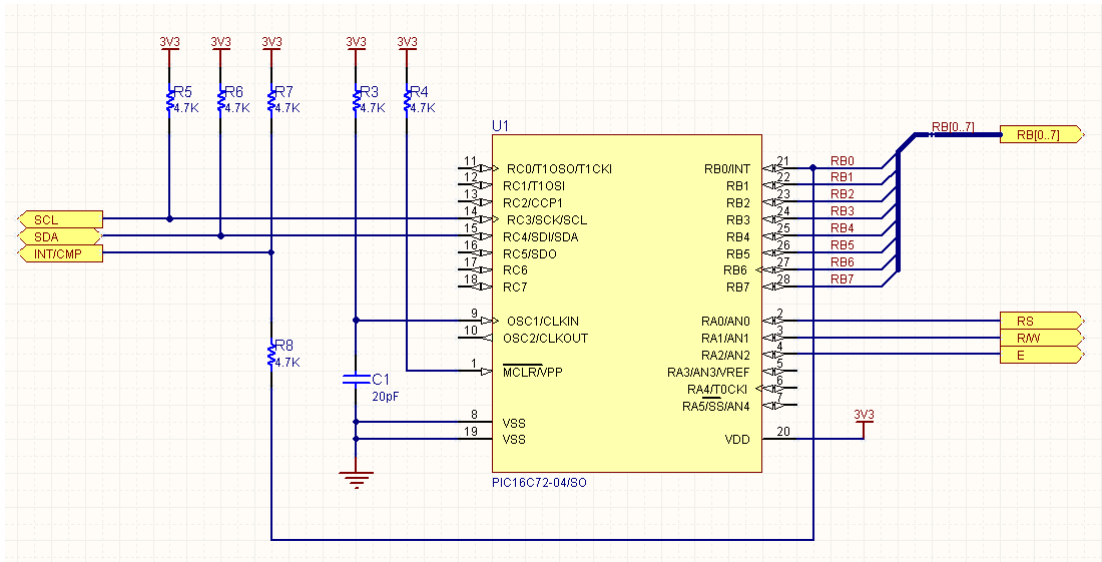 3V3 3V3 3V3 3V3 3V3
R5 R6 R7 R3 R4
4.7K 4.7K 4.7K 4.7K 4.7K
U1
RB[0..7] RB[0..7]
11 RC0/T1OSO/T1CKI RB0/INT 21 RB0
12 RC1/T1OSI RB1 22 RB1
13 RC2/CCP1 RB2 23 RB2
SCL 14 RC3/SCK/SCL RB3 24 RB3
SDA 15 RC4/SDI/SDA RB4 25 RB4
INT/CMP 16 RC5/SDO RB5 26 RB5
17 RC6 RB6 27 RB6
18 RC7 RB7 28 RB7
9 OSC1/CLKIN RA0/AN0 2 RS
10 OSC2/CLKOUT RA1/AN1 3 R/W
R8 RA2/AN2 4 E
4.7K 1 MCLR/VPP RA3/AN3/VREF 5
C1 RA4/T0CKI 6
20pF RA5/SS/AN4 7
3V3
8 VSS
19 VSS VDD 20
PIC16C72-04/SO